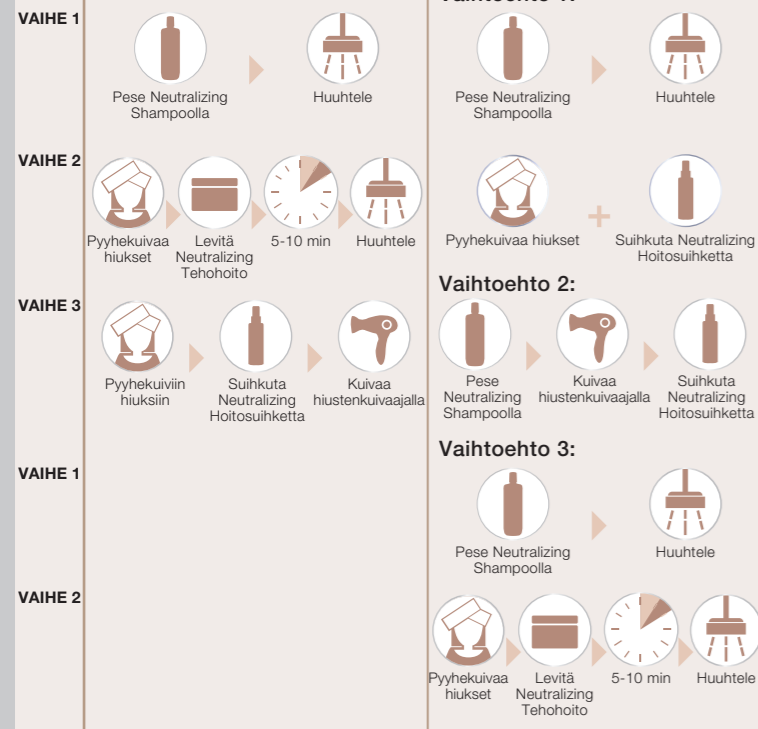 Vaihtoehto 1:
VAIHE 1
Pese Neutralizing
Shampoolla
Huuhtele
Pese Neutralizing
Shampoolla
Huuhtele
VAIHE 2
Pyyhekuivaa
hiukset
Levitä
Neutralizing
Tehohoito
5-10 min
Huuhtele
Pyyhekuivaa hiukset
+
Suihkuta Neutralizing
Hoitosuihketta
Vaihtoehto 2:
VAIHE 3
Pyyhekuiviin
hiuksiin
Suihkuta
Neutralizing
Hoitosuihketta
Kuivaa
hiustenkuivaajalla
Pese
Neutralizing
Shampoolla
Kuivaa
hiustenkuivaajalla
Suihkuta
Neutralizing
Hoitosuihketta
Vaihtoehto 3:
VAIHE 1
Pese Neutralizing
Shampoolla
Huuhtele
VAIHE 2
Pyyhekuivaa
hiukset
Levitä
Neutralizing
Tehohoito
5-10 min
Huuhtele